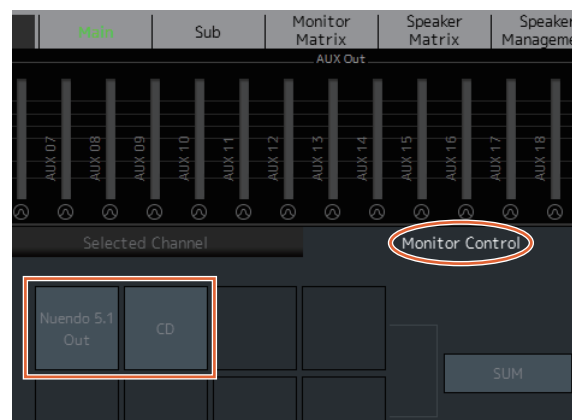 Main
Sub
Monitor
Matrix
Speaker
Matrix
Speaker
Manageme
AUX Out
AUX 07
AUX 08
AUX 09
AUX 10
AUX 11
AUX 12
AUX 13
AUX 14
AUX 15
AUX 16
AUX 17
AUX 18
Selected Channel
Monitor Control
Nuendo 5.1
Out
CD
SUM